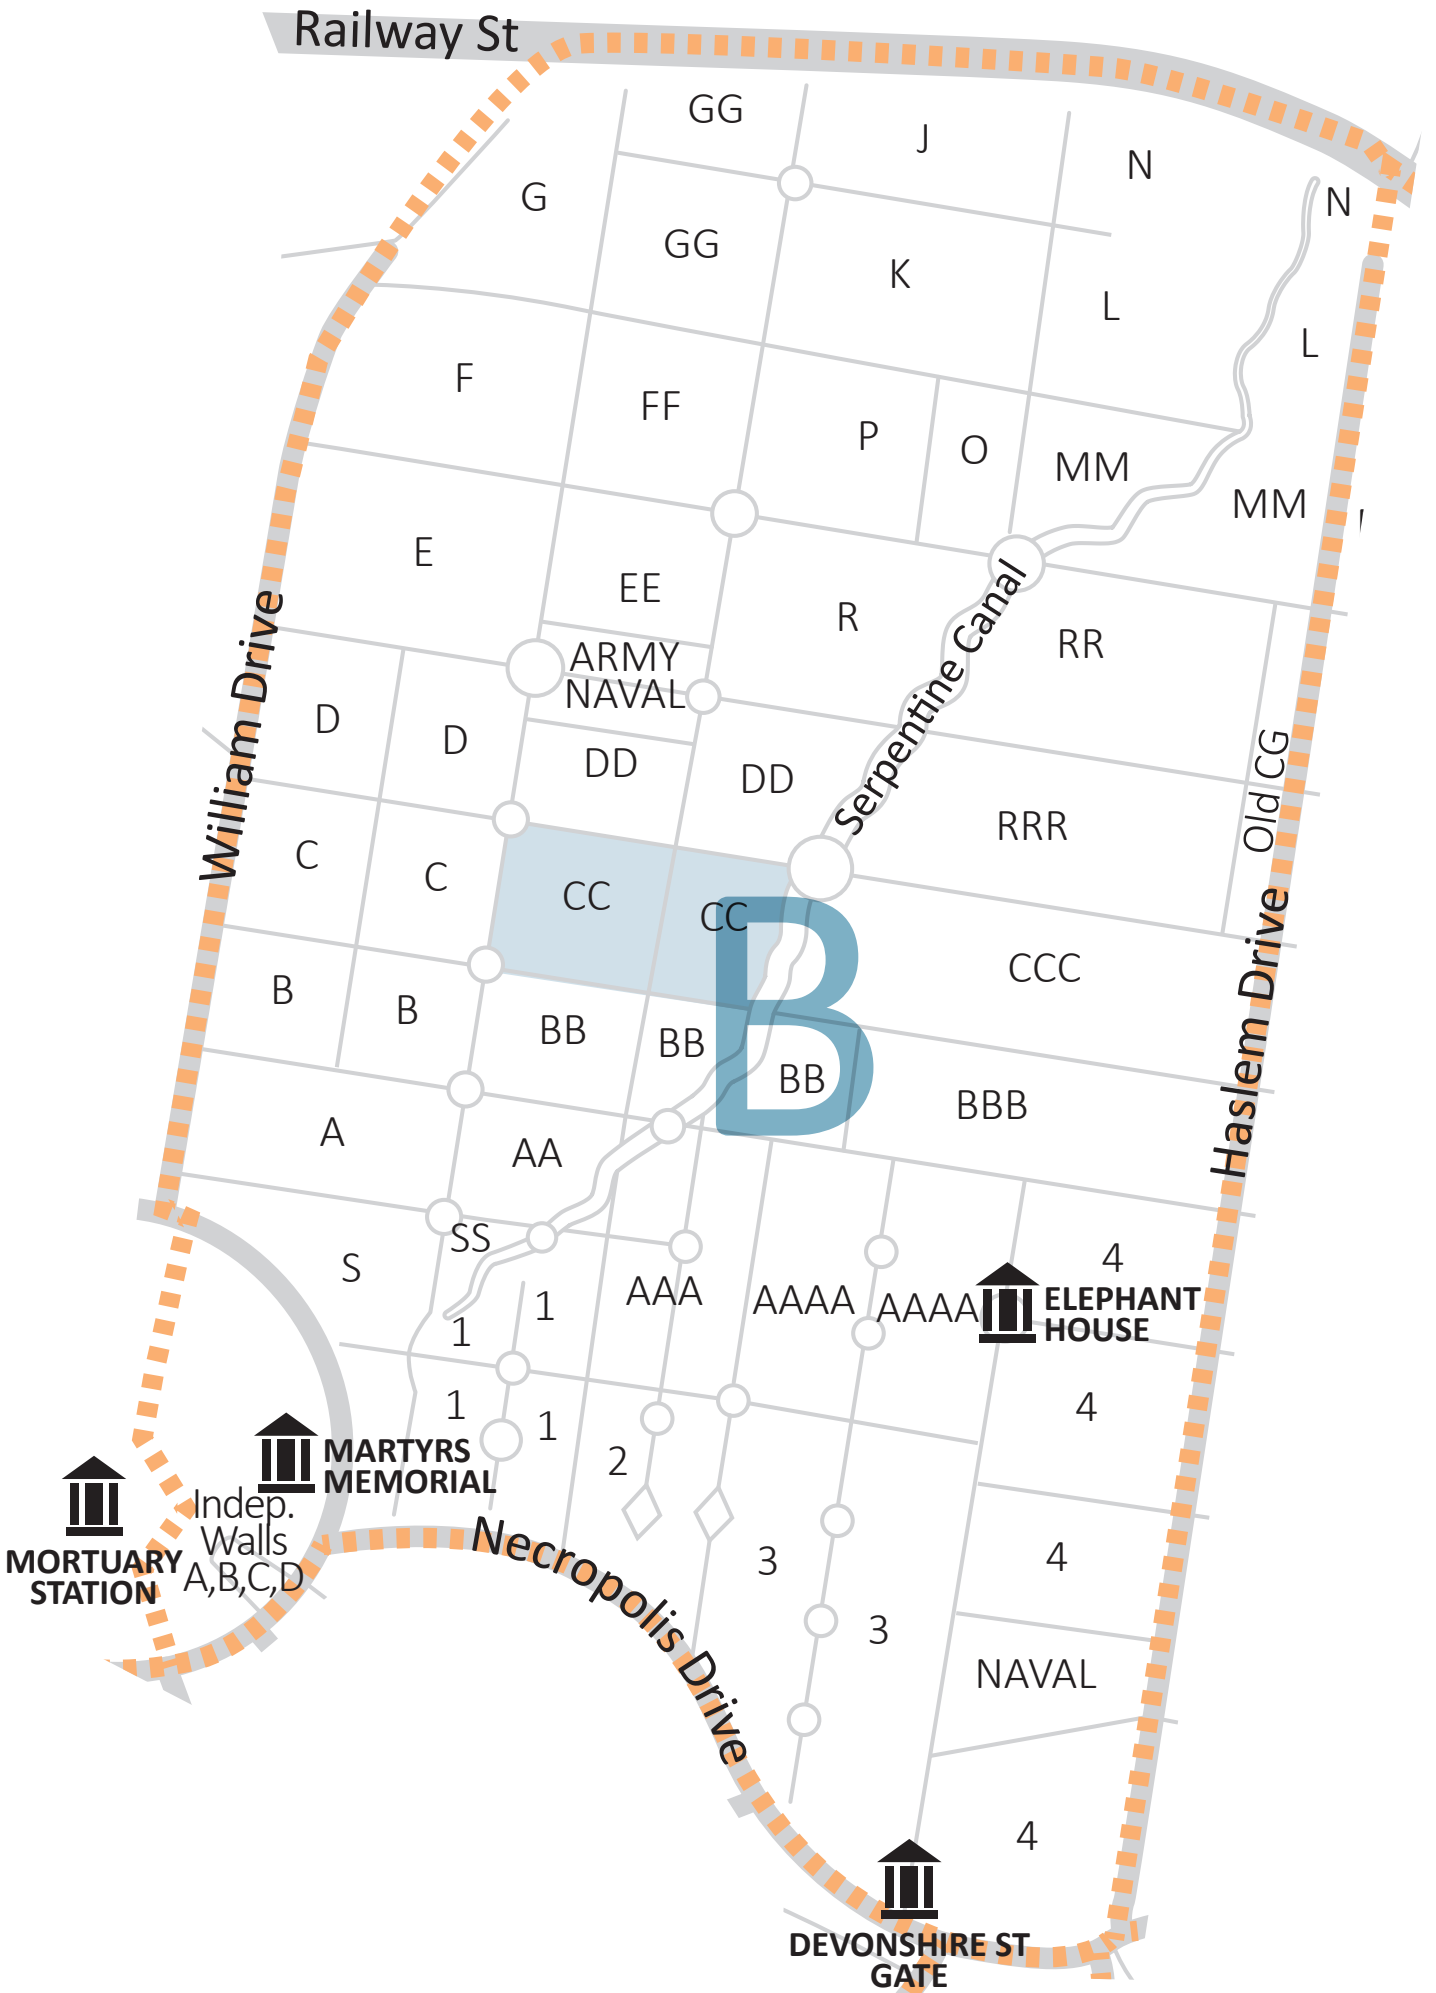 Railway St
GG
J
N
G
N
GG
K
L
L
F
FF
P
O
MM
MM
E
EE
R
RR
ARMY
NAVAL
William Drive
Serpentine Canal
D
D
DD
DD
RRR
Old CG
C
C
CC
CC
B
CCC
Haslem Drive
B
B
BB
BB
BB
BBB
A
AA
SS
S
4
1
AAA
AAAA
AAAA
ELEPHANT
HOUSE
1
1
1
4
2
MARTYRS
MEMORIAL
Indep.
Walls
A,B,C,D
MORTUARY
STATION
Necropolis Drive
3
4
3
NAVAL
4
DEVONSHIRE ST
GATE